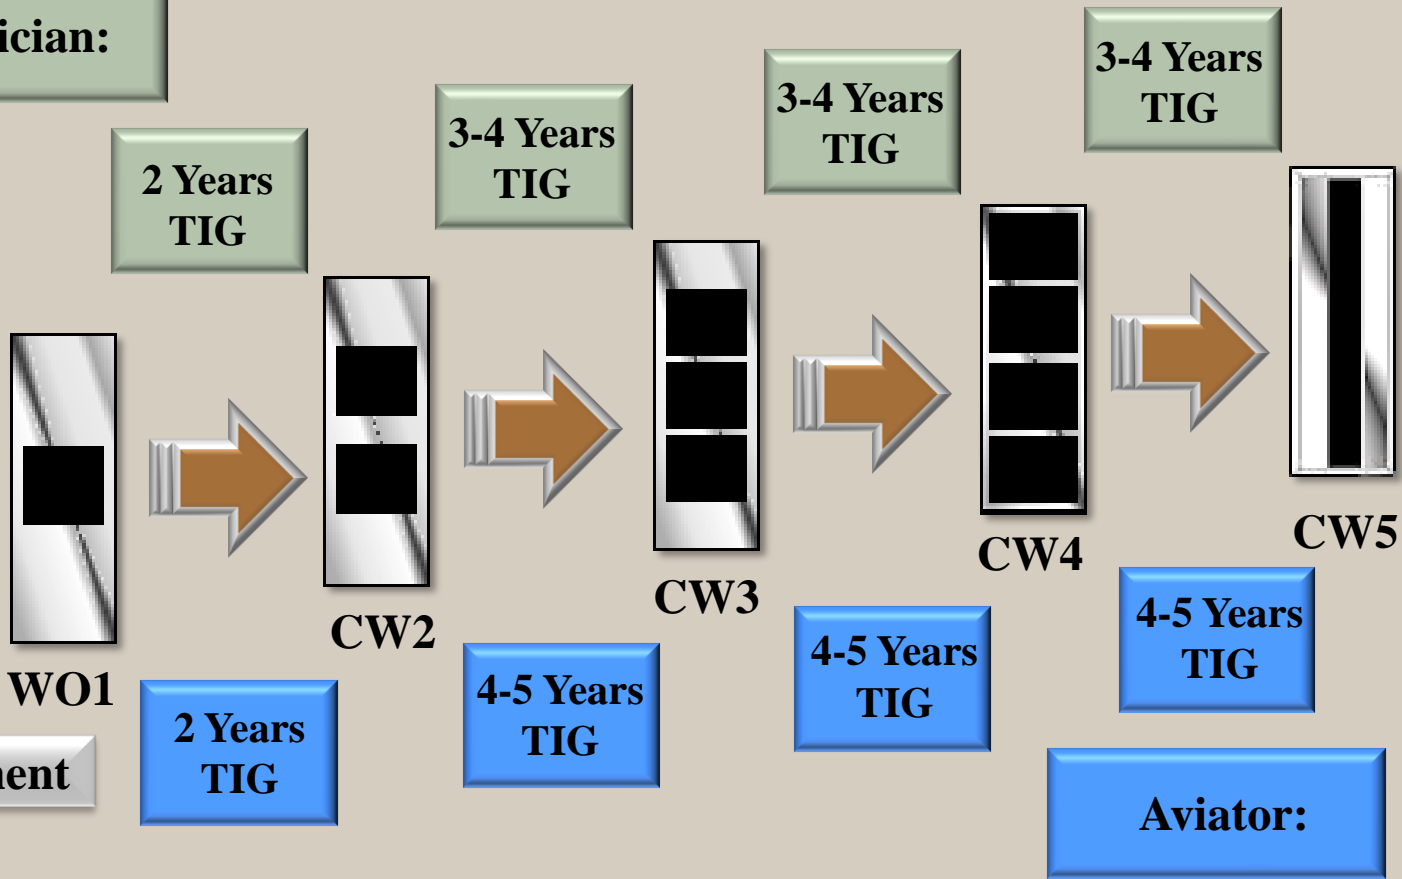 ician:
3-4 Years
TIG
3-4 Years
TIG
3-4 Years
TIG
2 Years
TIG
CW5
CW4
CW3
CW2
WO1
4-5 Years
TIG
4-5 Years
TIG
4-5 Years
TIG
2 Years
TIG
ent
Aviator: